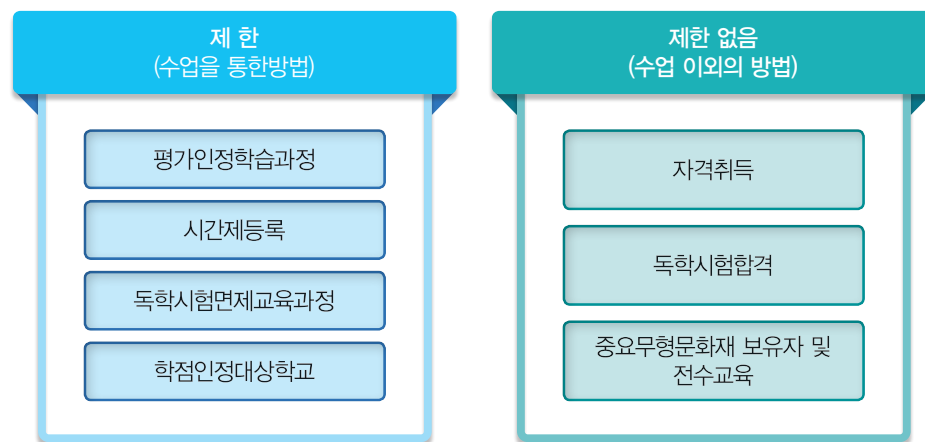 제 한
(수업을 통한방법)
평가인정학습과정
시간제등록
독학시험면제교육과정
학점인정대상학교
제한 없음
(수업 이외의 방법)
자격취득
독학시험합격
중요무형문화재 보유자 및
전수교육